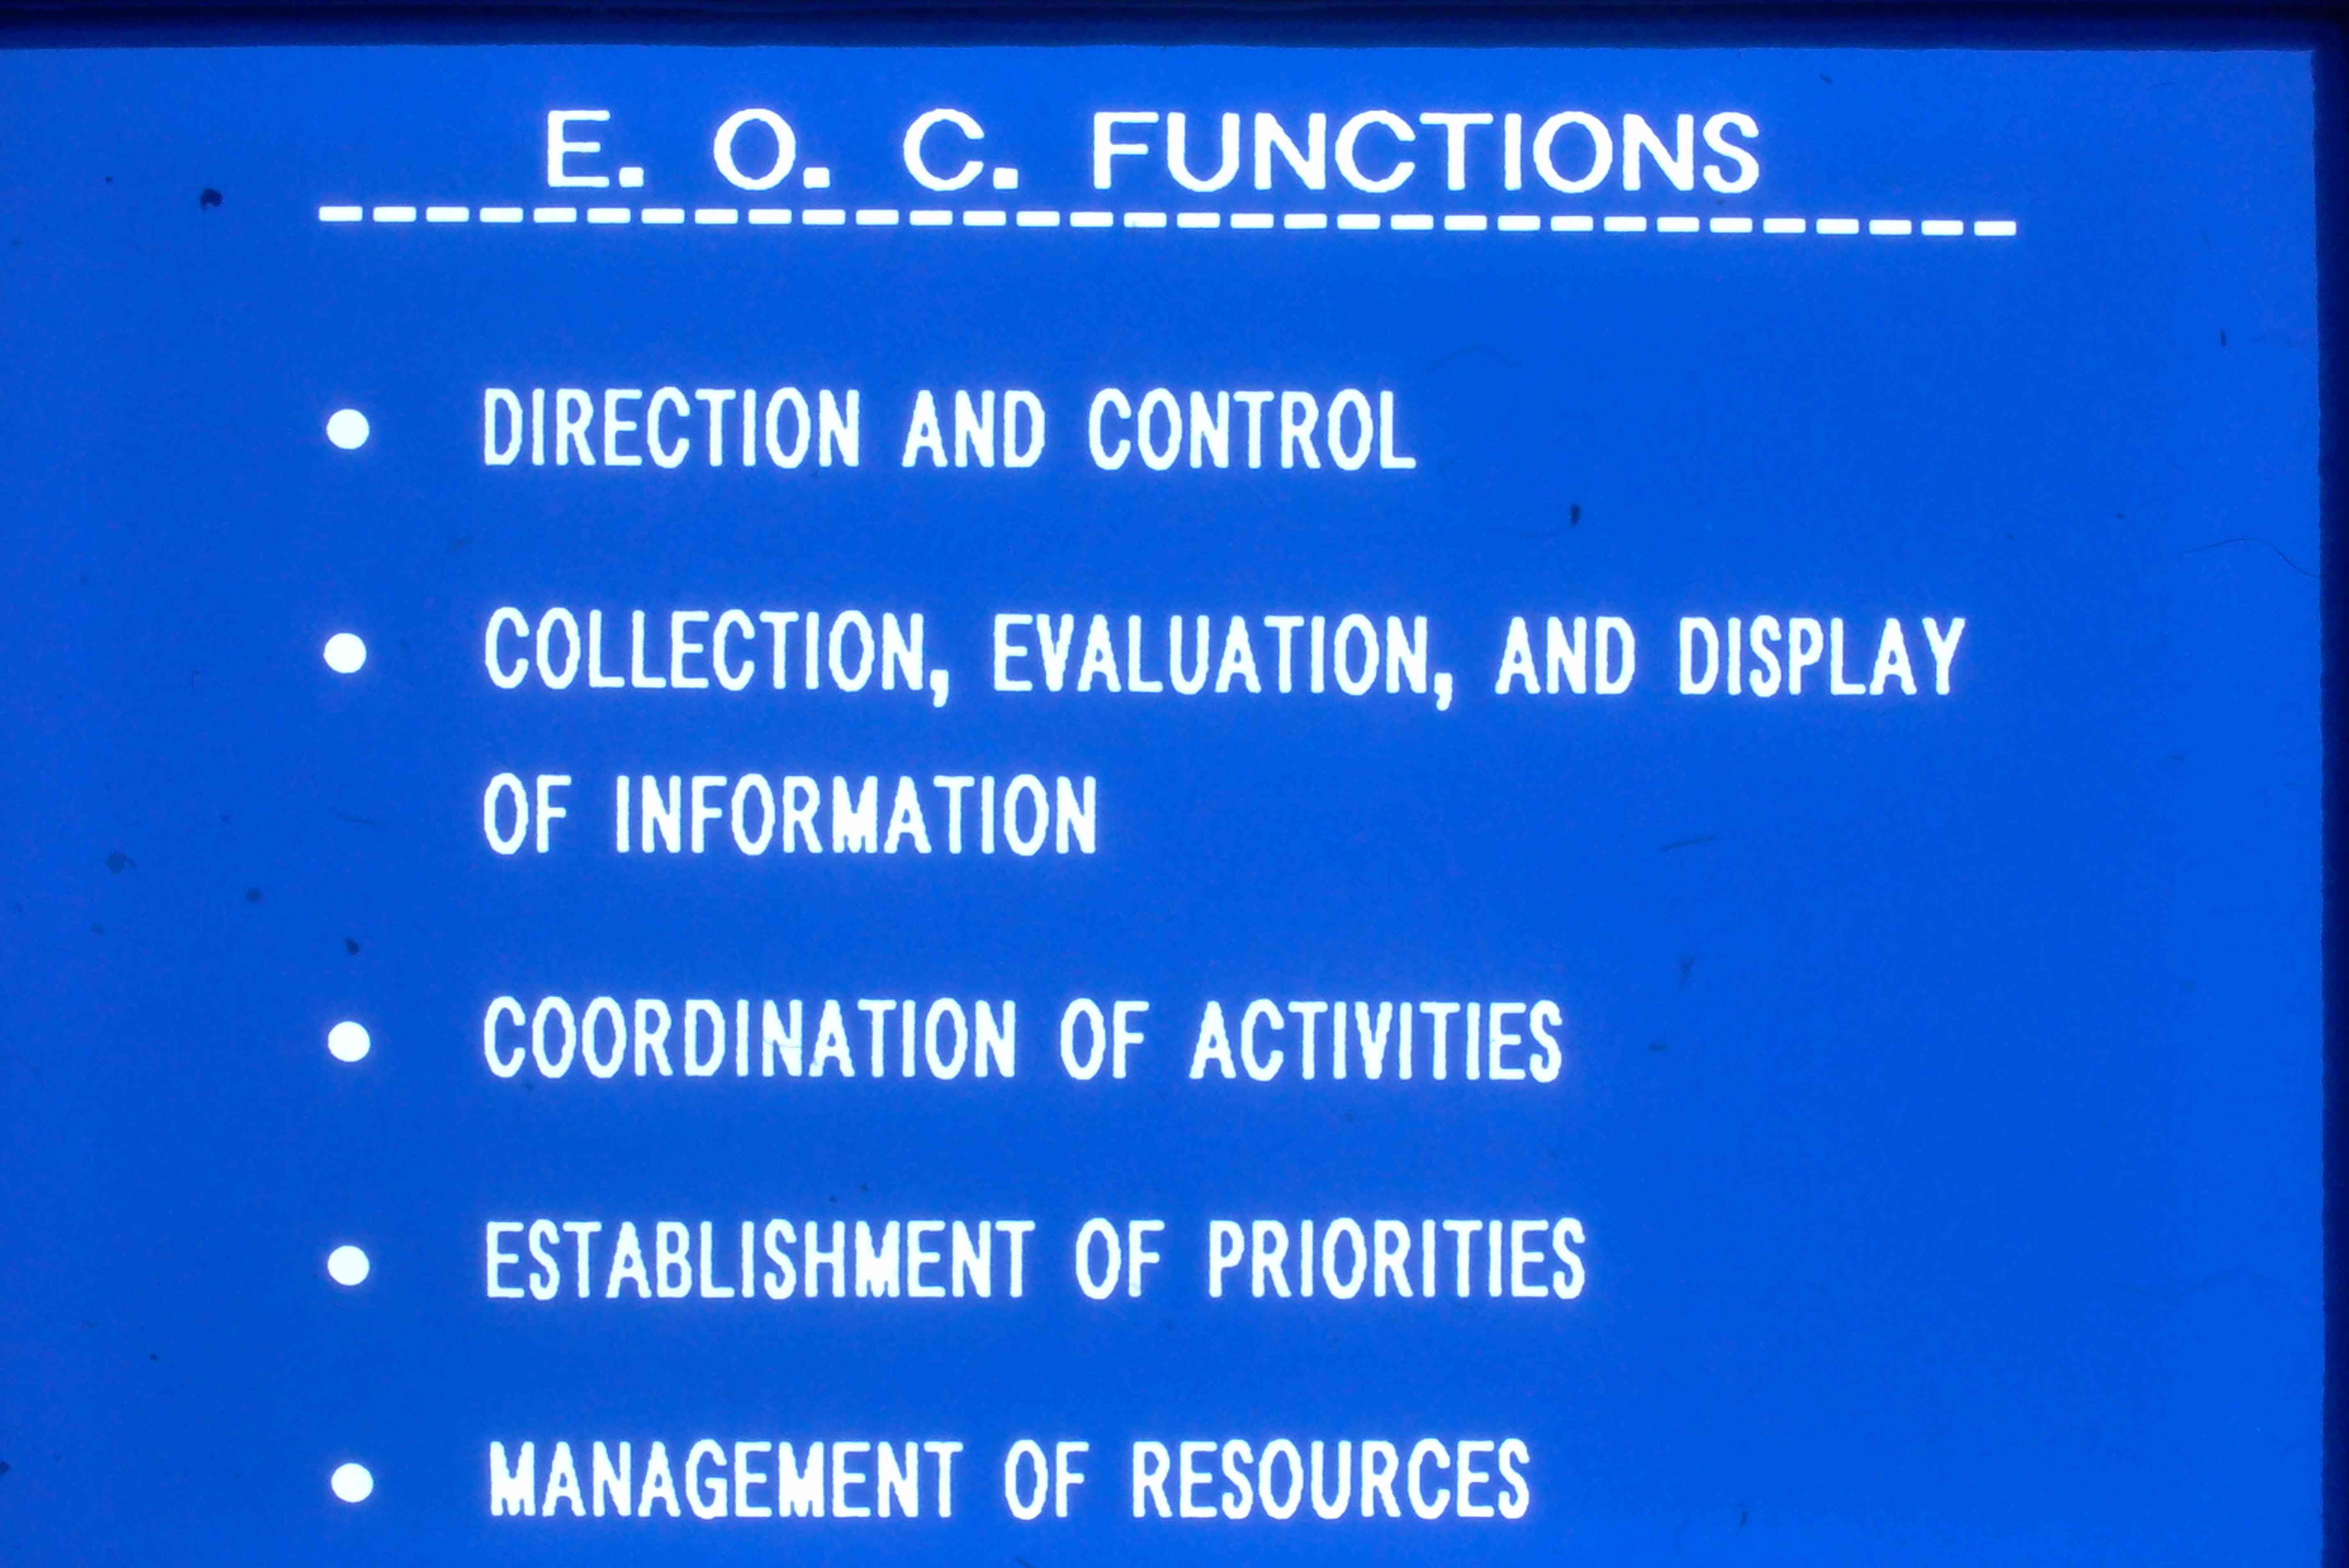 E. O. C. FUNCTIONS
• DIRECTION AND CONTROL
• COLLECTION, EVALUATION, AND DISPLAY
OF INFORMATION
• COORDINATION OF ACTIVITIES
• ESTABLISHMENT OF PRIORITIES
• MANAGEMENT OF RESOURCES